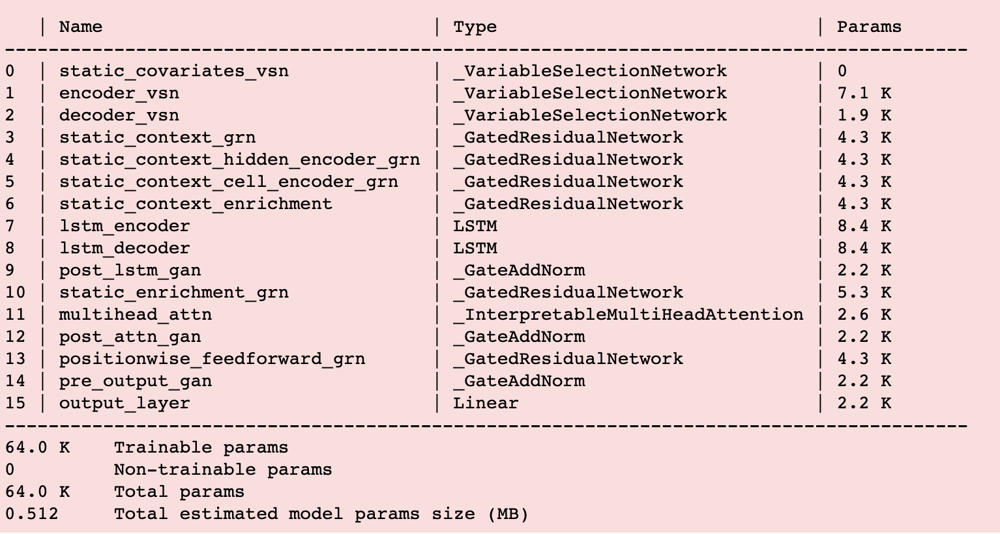 | Name                               | Type                             | Params
----------------------------------------------------------------------------------------
0  | static_covariates_vsn              | _VariableSelectionNetwork        | 0
1  | encoder_vsn                        | _VariableSelectionNetwork        | 7.1 K
2  | decoder_vsn                        | _VariableSelectionNetwork        | 1.9 K
3  | static_context_grn                 | _GatedResidualNetwork            | 4.3 K
4  | static_context_hidden_encoder_grn  | _GatedResidualNetwork            | 4.3 K
5  | static_context_cell_encoder_grn    | _GatedResidualNetwork            | 4.3 K
6  | static_context_enrichment          | _GatedResidualNetwork            | 4.3 K
7  | lstm_encoder                       | LSTM                             | 8.4 K
8  | lstm_decoder                       | LSTM                             | 8.4 K
9  | post_lstm_gan                      | _GateAddNorm                     | 2.2 K
10 | static_enrichment_grn              | _GatedResidualNetwork            | 5.3 K
11 | multihead_attn                     | _InterpretableMultiHeadAttention | 2.6 K
12 | post_attn_gan                      | _GateAddNorm                     | 2.2 K
13 | positionwise_feedforward_grn       | _GatedResidualNetwork            | 4.3 K
14 | pre_output_gan                     | _GateAddNorm                     | 2.2 K
15 | output_layer                       | Linear                           | 2.2 K
----------------------------------------------------------------------------------------
64.0 K    Trainable params
0         Non-trainable params
64.0 K    Total params
0.512     Total estimated model params size (MB)